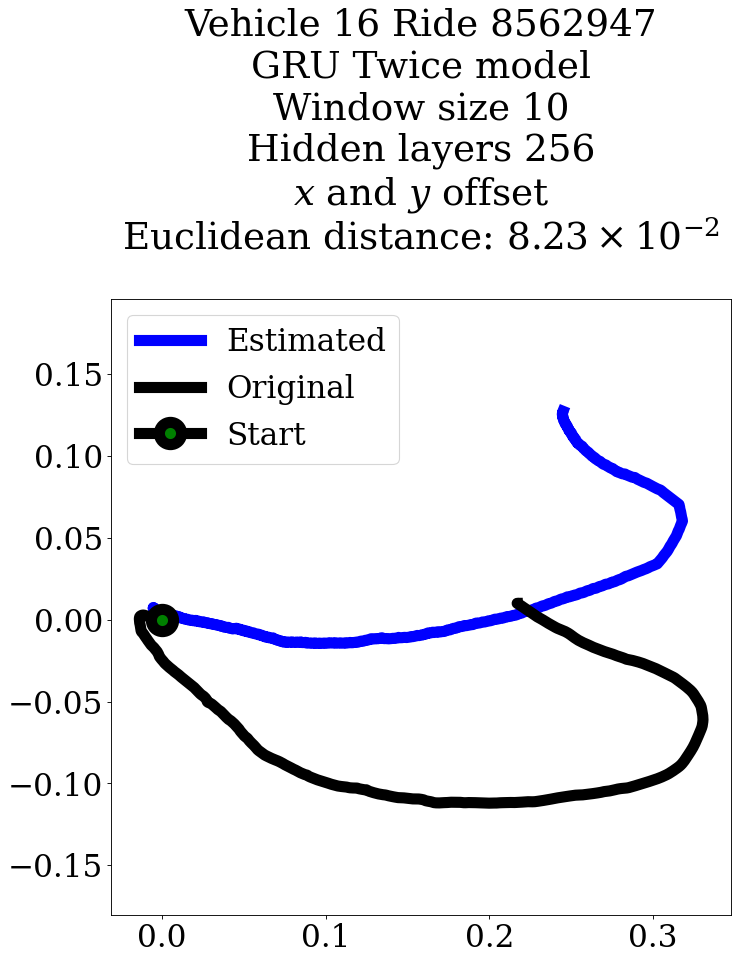 Vehicle 16 Ride 8562947
GRU Twice model
Window size 10
Hidden layers 256
x and y offset
Euclidean distance: 8.23 × 10⁻²
Estimated
Original
Start
0.15
0.10
0.05
0.00
−0.05
−0.10
−0.15
0.0 0.1 0.2 0.3